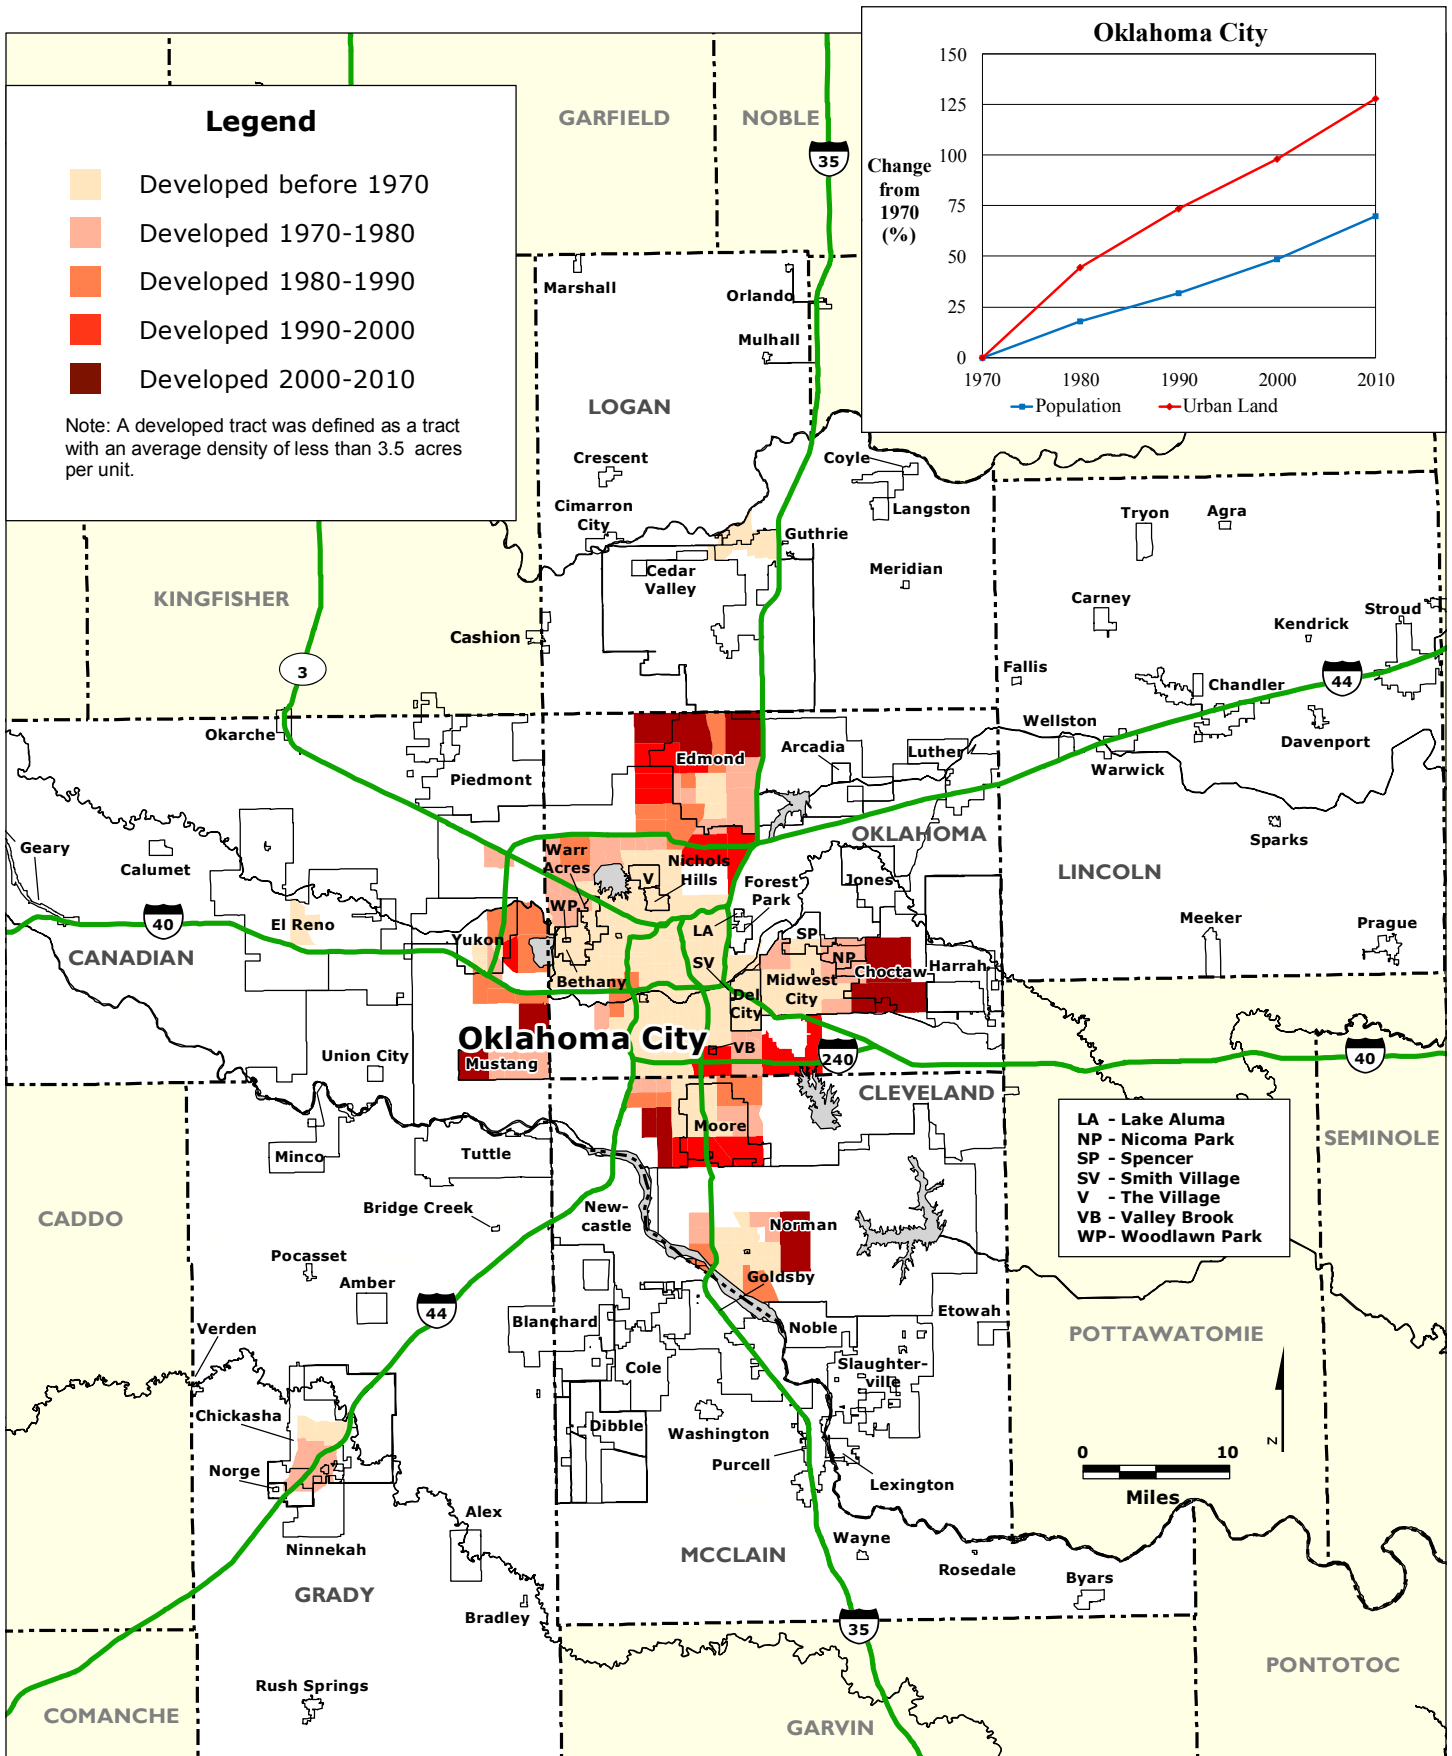 Oklahoma City
150
125
100
75
50
25
0
Change
from
1970
(%)
1970
1980
1990
2000
2010
Population
Urban Land
Legend
Developed before 1970
Developed 1970-1980
Developed 1980-1990
Developed 1990-2000
Developed 2000-2010
Note: A developed tract was defined as a tract
with an average density of less than 3.5 acres
per unit.
GARFIELD
NOBLE
35
Marshall
Orlando
Mulhall
LOGAN
Crescent
Coyle
Cimarron
City
Langston
Guthrie
Tryon
Agra
Cedar
Valley
Meridian
KINGFISHER
Carney
Stroud
Kendrick
Cashion
3
Fallis
Chandler
44
Okarche
Wellston
Davenport
Warwick
Piedmont
Edmond
Arcadia
Luther
OKLAHOMA
Sparks
Geary
Calumet
Warr
Acres
V
Nichols
Hills
Forest
Park
Jones
LINCOLN
WP
40
El Reno
Yukon
LA
SP
Meeker
Prague
CANADIAN
SV
NP
Choctaw
Harrah
Bethany
Midwest
City
Del
City
Oklahoma City
Mustang
VB
240
40
Union City
CLEVELAND
Moore
LA - Lake Aluma
NP - Nicoma Park
SP - Spencer
SV - Smith Village
V - The Village
VB - Valley Brook
WP- Woodlawn Park
SEMINOLE
Minco
Tuttle
CADDO
Bridge Creek
New-
castle
Norman
Pocasset
Amber
Goldsby
44
Blanchard
Etowah
Verden
Noble
POTTAWATOMIE
Cole
Slaughter-
ville
Chickasha
Dibble
Washington
N
0
10
Miles
Norge
Purcell
Lexington
Alex
Ninnekah
MCCLAIN
Wayne
Rosedale
Byars
GRADY
Bradley
35
Rush Springs
PONTOTOC
COMANCHE
GARVIN